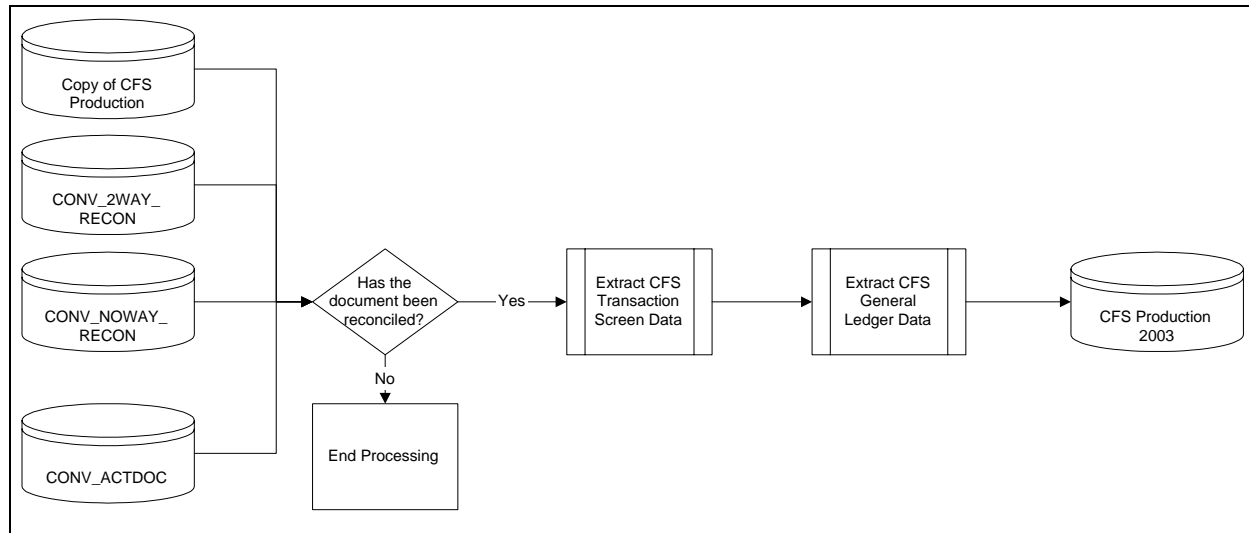 Copy of CFS
Production
CONV_2WAY_
RECON
CONV_NOWAY_
RECON
CONV_ACTDOC
Has the
document been
reconciled?
Yes
No
End Processing
Extract CFS
Transaction
Screen Data
Extract CFS
General
Ledger Data
CFS Production
2003